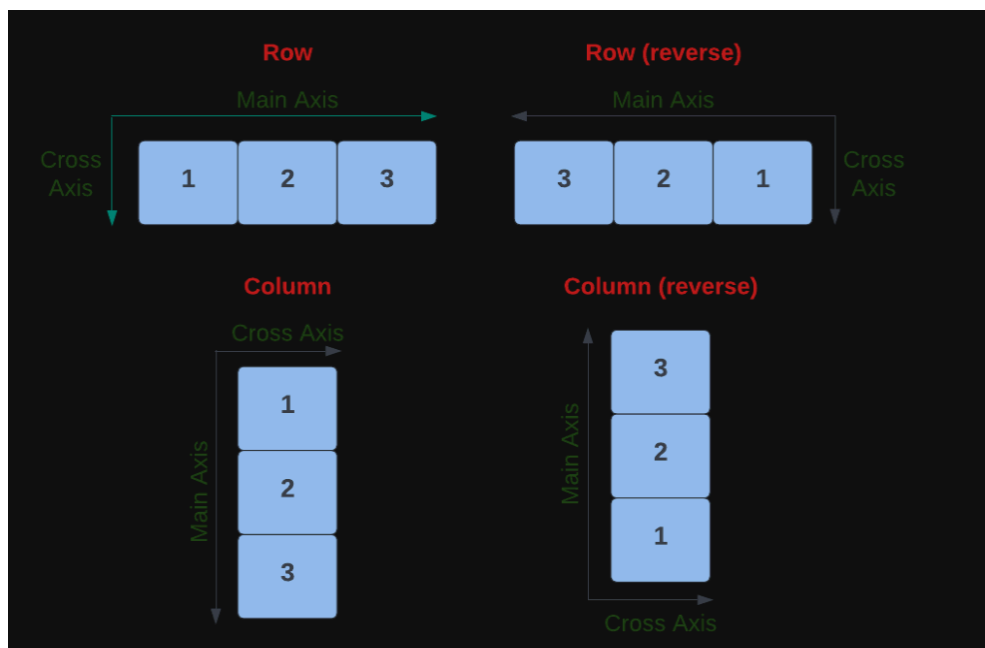 Row
Main Axis
Cross
Axis
1 2 3
Row (reverse)
Main Axis
3 2 1
Cross
Axis
Column
Cross Axis
Main Axis
1
2
3
Column (reverse)
Main Axis
3
2
1
Cross Axis